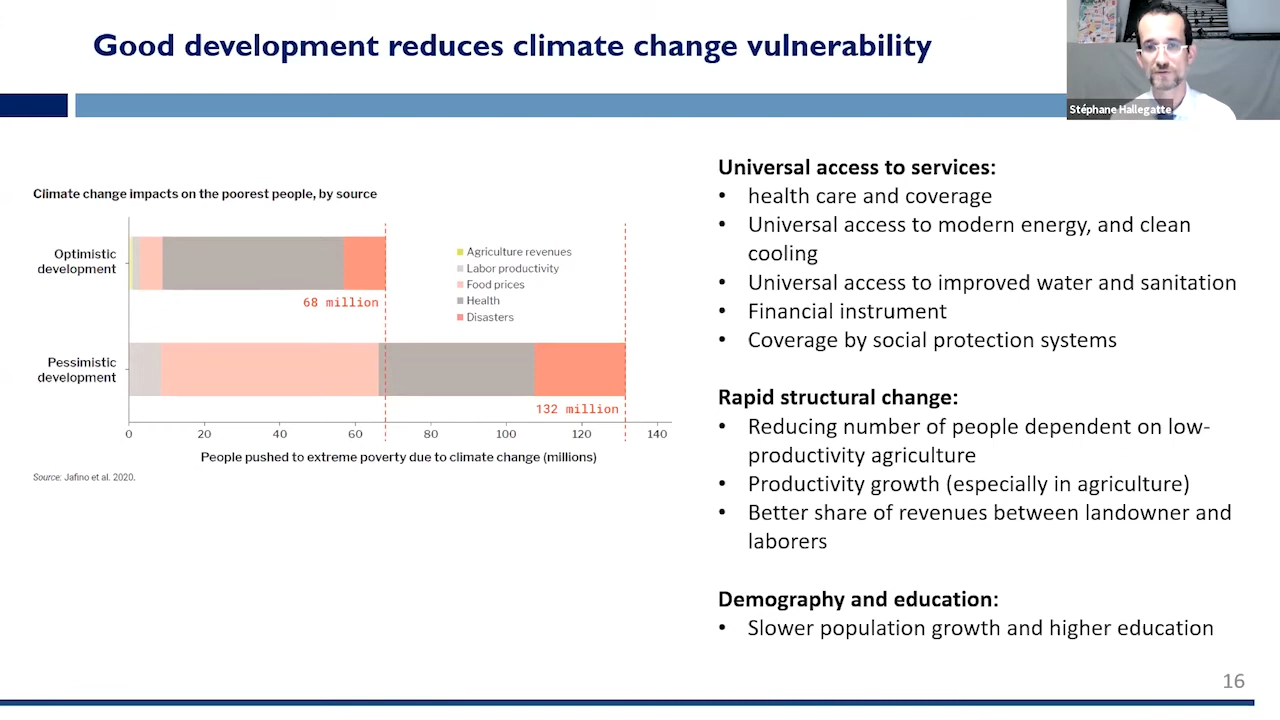 Good development reduces climate change vulnerability
Stéphane Hallegatte
Climate change impacts on the poorest people, by source
Optimistic
development
68 million
Agriculture revenues
Labor productivity
Food prices
Health
Disasters
Pessimistic
development
132 million
0 20 40 60 80 100 120 140
People pushed to extreme poverty due to climate change (millions)
Source: Jafino et al. 2020.
Universal access to services:
• health care and coverage
• Universal access to modern energy, and clean
cooling
• Universal access to improved water and sanitation
• Financial instrument
• Coverage by social protection systems
Rapid structural change:
• Reducing number of people dependent on low-
productivity agriculture
• Productivity growth (especially in agriculture)
• Better share of revenues between landowner and
laborers
Demography and education:
• Slower population growth and higher education
16